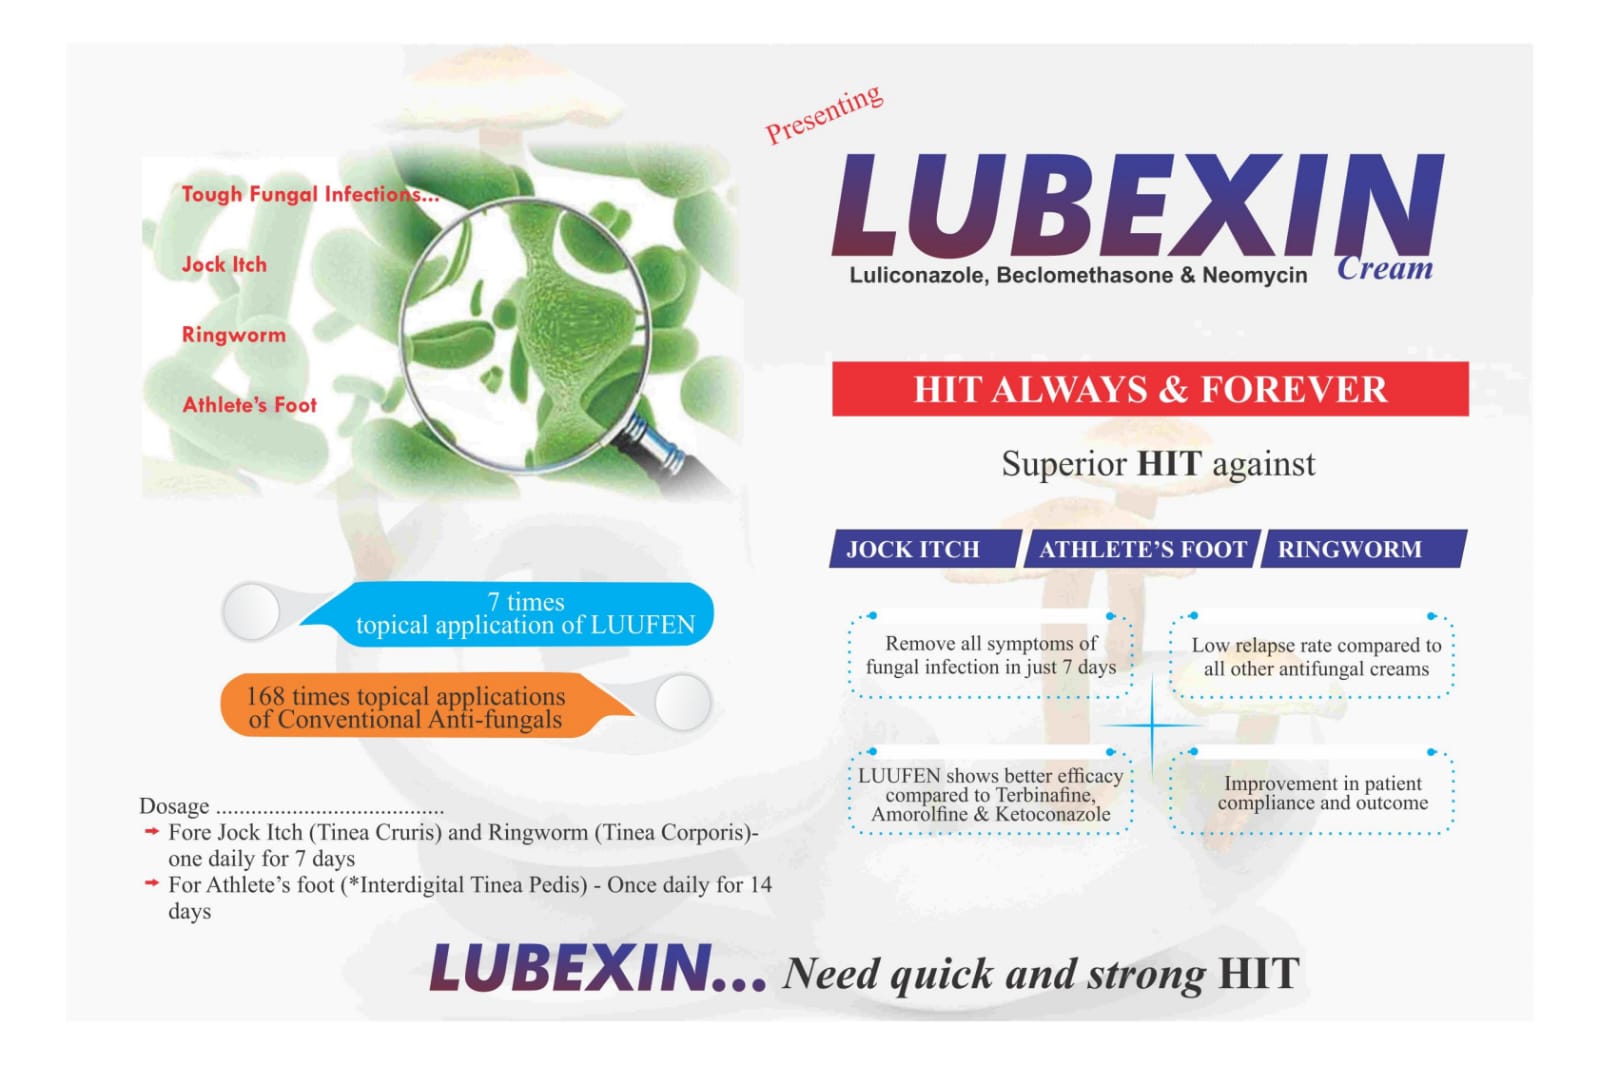 Tough Fungal Infections...
Jock Itch
Ringworm
Athlete's Foot
7 times
topical application of LUUFEN
168 times topical applications
of Conventional Anti-fungals
Dosage .......................................
Fore Jock Itch (Tinea Cruris) and Ringworm (Tinea Corporis)-
one daily for 7 days
For Athlete's foot (*Interdigital Tinea Pedis) - Once daily for 14
days
Presenting
LUBEXIN
Cream
Luliconazole, Beclomethasone & Neomycin
HIT ALWAYS & FOREVER
Superior HIT against
JOCK ITCH
ATHLETE'S FOOT
RINGWORM
Remove all symptoms of
fungal infection in just 7 days
Low relapse rate compared to
all other antifungal creams
LUUFEN shows better efficacy
compared to Terbinafine,
Amorolfine & Ketoconazole
Improvement in patient
compliance and outcome
LUBEXIN... Need quick and strong HIT